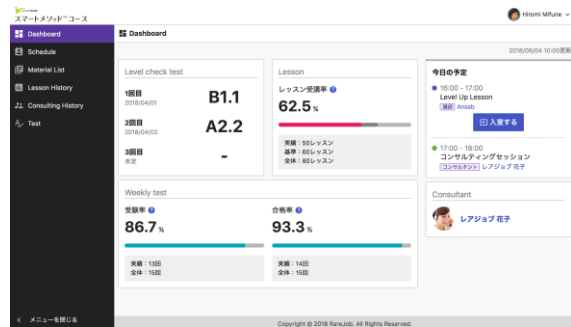 スマートメソッド™コース
Hiromi Mifune
Dashboard
Schedule
Material List
Lesson History
Consulting History
Test
メニューを閉じる
Dashboard
2018/06/04 10:00更新
Level check test
1回目
2018/04/01
B1.1
2回目
2018/04/02
A2.2
3回目
未定
-
Lesson
レッスン受講率
62.5%
実績：50レッスン
基準：60レッスン
全体：80レッスン
Weekly test
受験率
86.7%
実績：13回
全体：15回
合格率
93.3%
実績：14回
全体：15回
今日の予定
16:00 - 17:00
Level Up Lesson
Ansab
入室する
17:00 - 18:00
コンサルティングセッション
コンサルタント レアジョブ 花子
Consultant
レアジョブ 花子
Copyright © 2018 RareJob. All Rights Reserved.